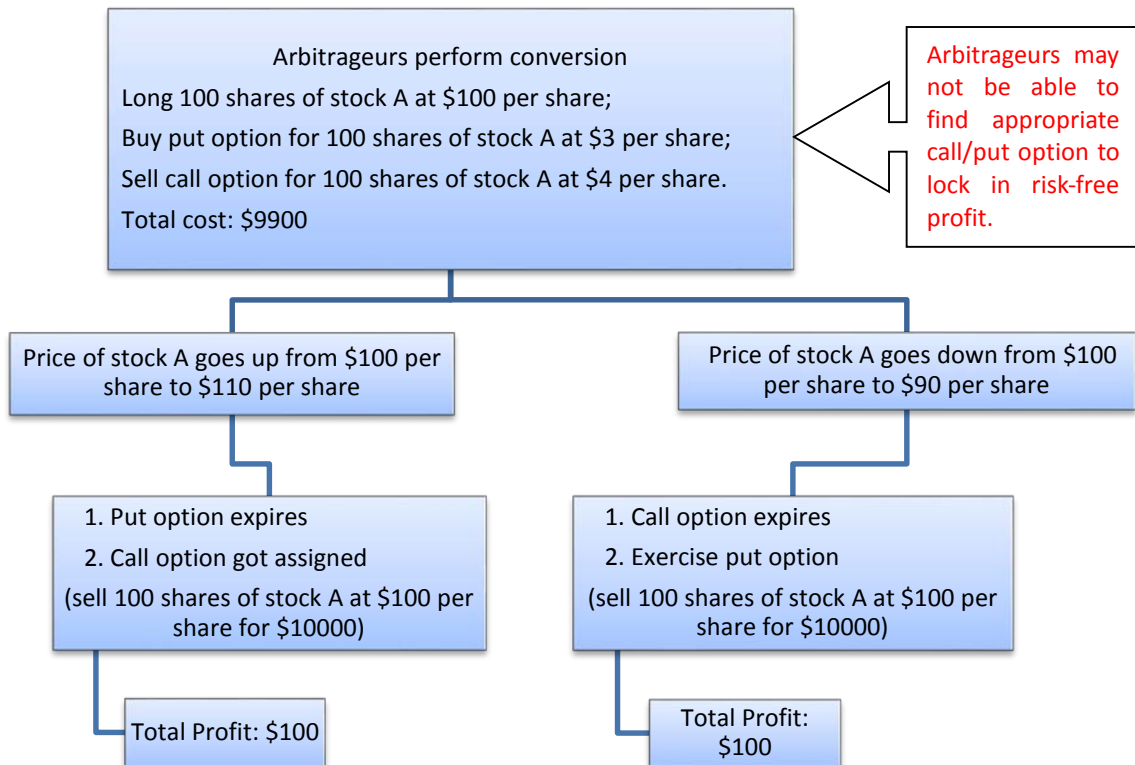 Arbitrageurs perform conversion
Long 100 shares of stock A at $100 per share;
Buy put option for 100 shares of stock A at $3 per share;
Sell call option for 100 shares of stock A at $4 per share.
Total cost: $9900
Arbitrageurs may
not be able to
find appropriate
call/put option to
lock in risk-free
profit.
Price of stock A goes up from $100 per
share to $110 per share
Price of stock A goes down from $100
per share to $90 per share
1. Put option expires
2. Call option got assigned
(sell 100 shares of stock A at $100 per
share for $10000)
1. Call option expires
2. Exercise put option
(sell 100 shares of stock A at $100 per
share for $10000)
Total Profit: $100
Total Profit:
$100